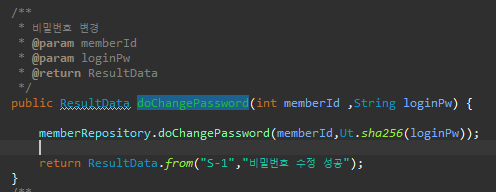 /**
* 비밀번호 변경
* @param memberId
* @param loginPw
* @return ResultData
*/
public ResultData doChangePassword(int memberId ,String loginPw) {
memberRepository.doChangePassword(memberId,Ut.sha256(loginPw));
return ResultData.from("S-1","비밀번호 수정 성공");
}
/**